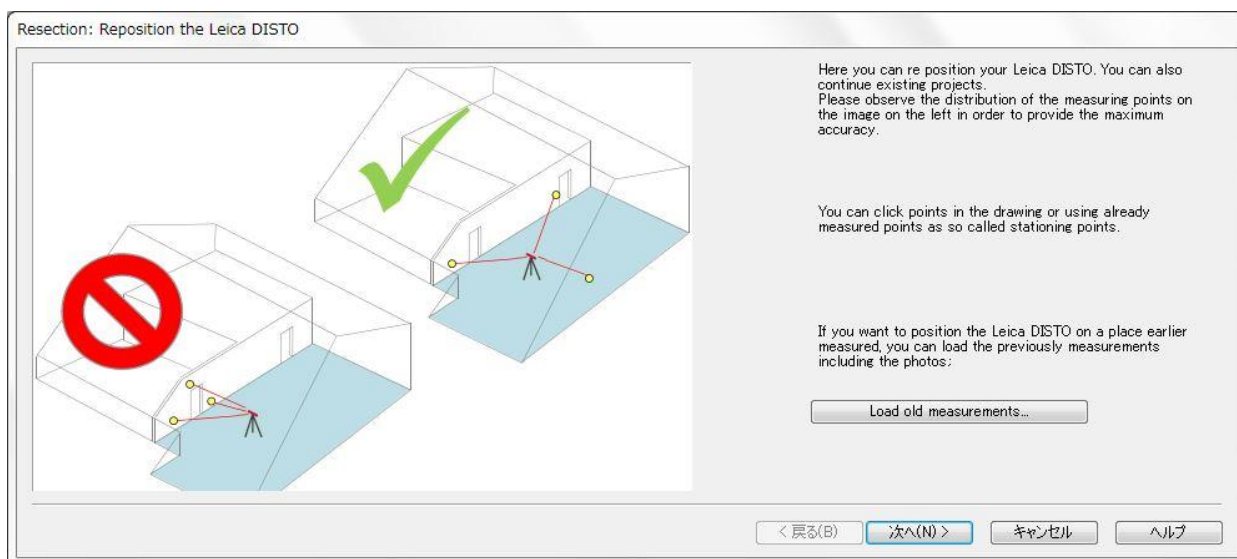 Resection: Reposition the Leica DISTO
Here you can re position your Leica DISTO. You can also
continue existing projects.
Please observe the distribution of the measuring points on
the image on the left in order to provide the maximum
accuracy.
You can click points in the drawing or using already
measured points as so called stationing points.
If you want to position the Leica DISTO on a place earlier
measured, you can load the previously measurements
including the photos:
Load old measurements...
< 戻る(B)
次へ(N) >
キャンセル
ヘルプ